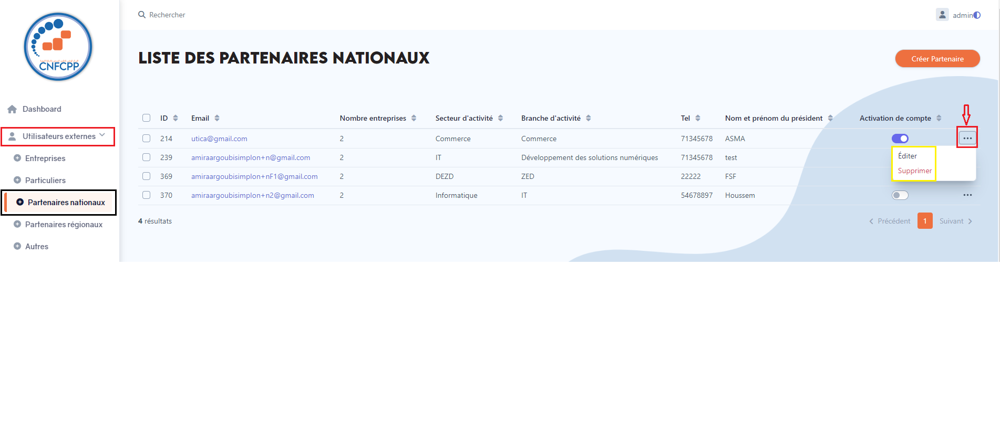 Rechercher
admin
CNFCPP
LISTE DES PARTENAIRES NATIONAUX
Créer Partenaire
Dashboard
Utilisateurs externes
Entreprises
Particuliers
Partenaires nationaux
Partenaires régionaux
Autres
ID Email Nombre entreprises Secteur d'activité Branche d'activité Tel Nom et prénom du président Activation de compte
214 utica@gmail.com 2 Commerce Commerce 71345678 ASMA ...
239 amiraargoubisimplon+n@gmail.com 2 IT Développement des solutions numériques 71345678 test
369 amiraargoubisimplon+nF1@gmail.com 2 DEZD ZED 22222 FSF
370 amiraargoubisimplon+n2@gmail.com 2 Informatique IT 54678897 Houssem ...
Éditer
Supprimer
4 résultats
Précédent 1 Suivant